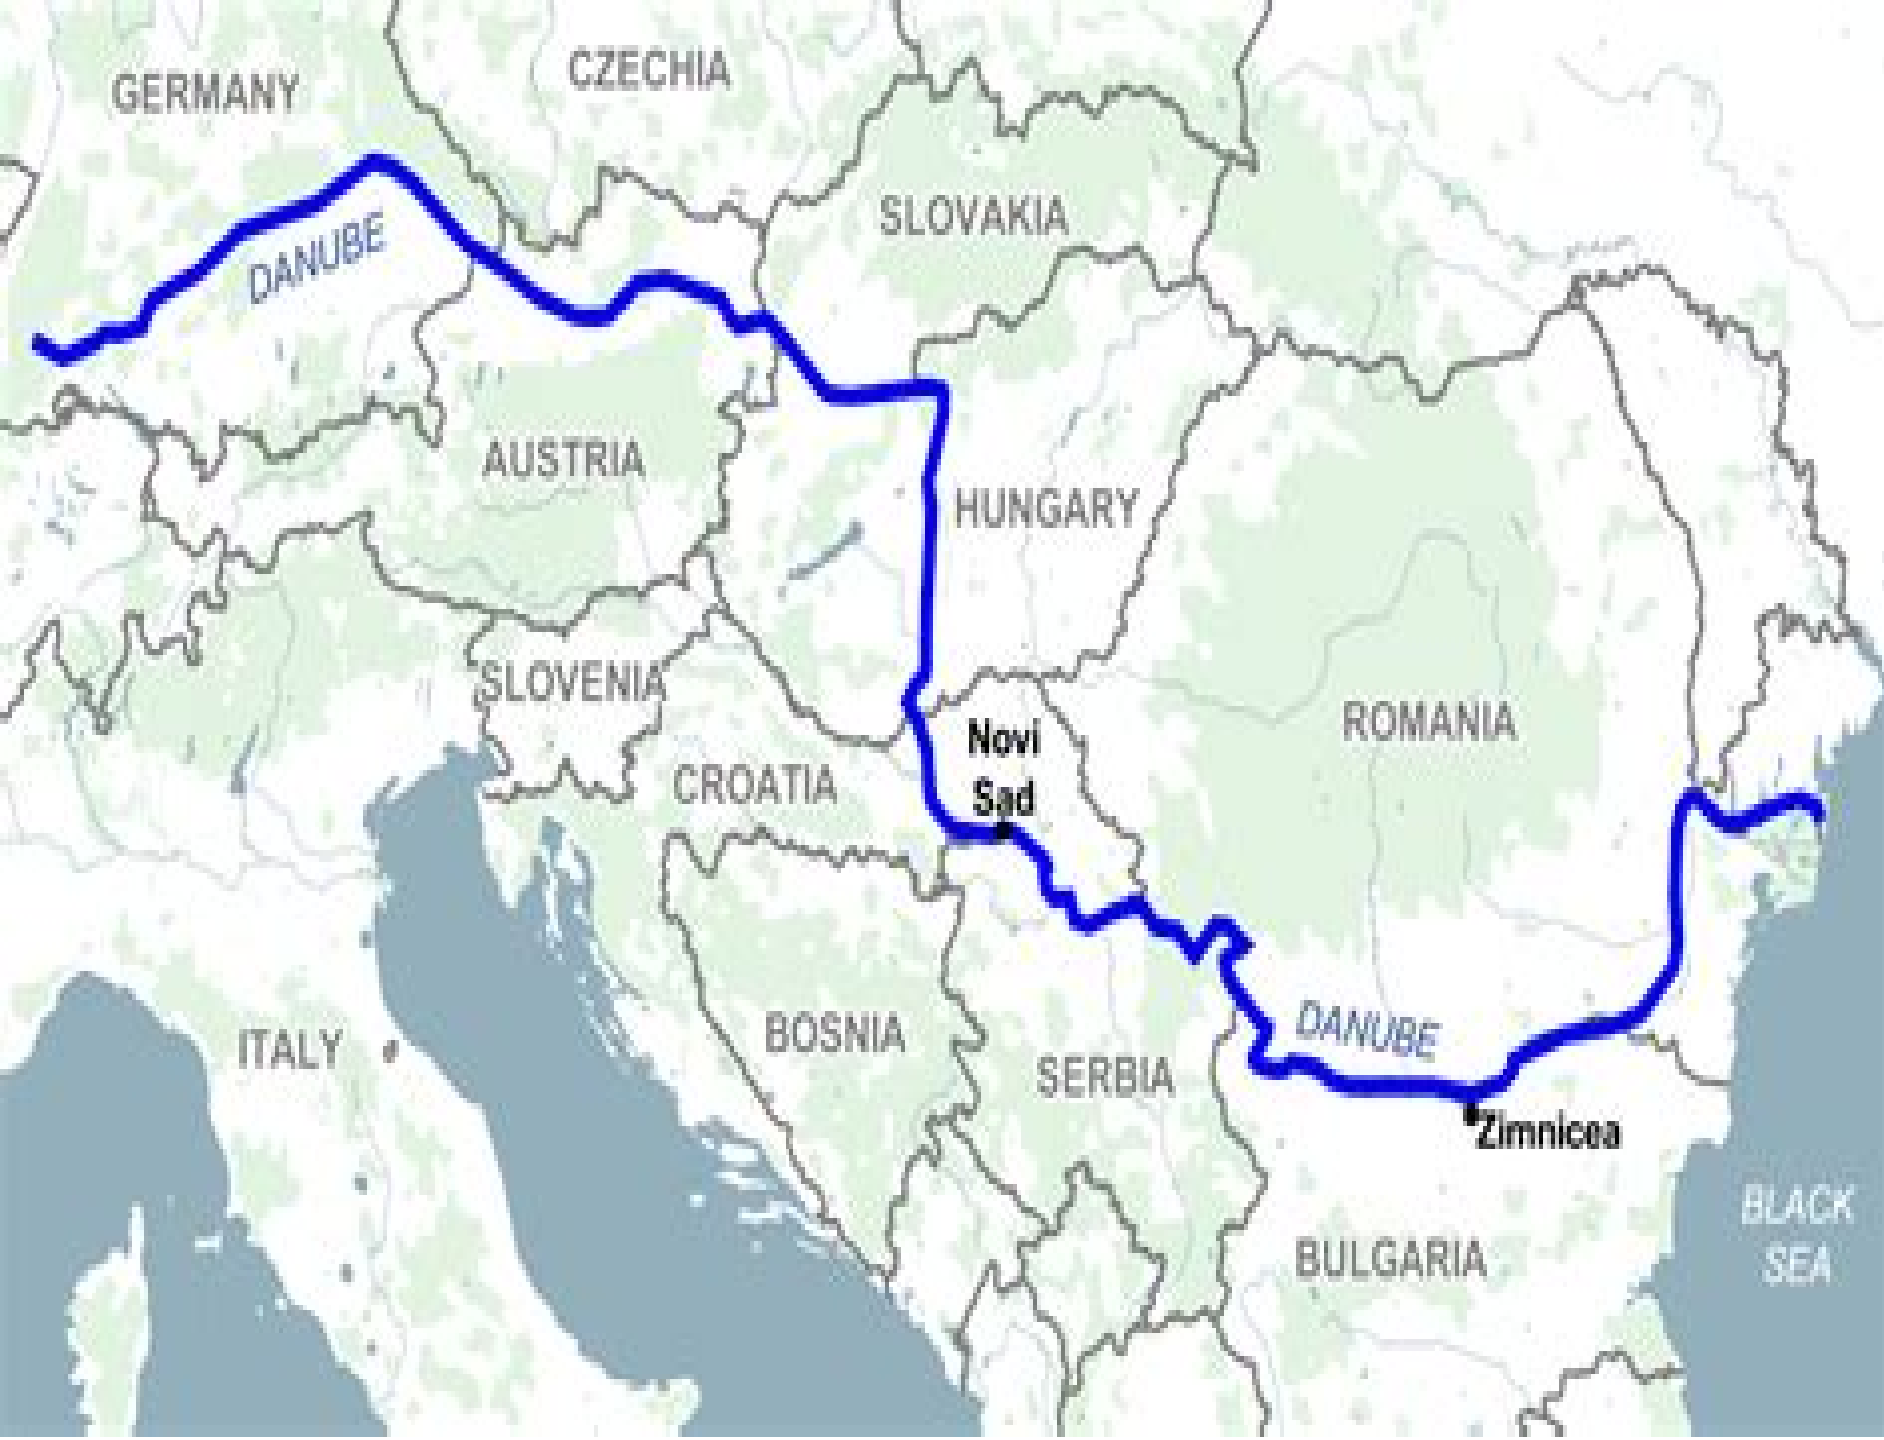 GERMANY
CZECHIA
SLOVAKIA
DANUBE
AUSTRIA
HUNGARY
SLOVENIA
ROMANIA
Novi
Sad
CROATIA
ITALY
BOSNIA
SERBIA
DANUBE
Zimnicea
BLACK
SEA
BULGARIA